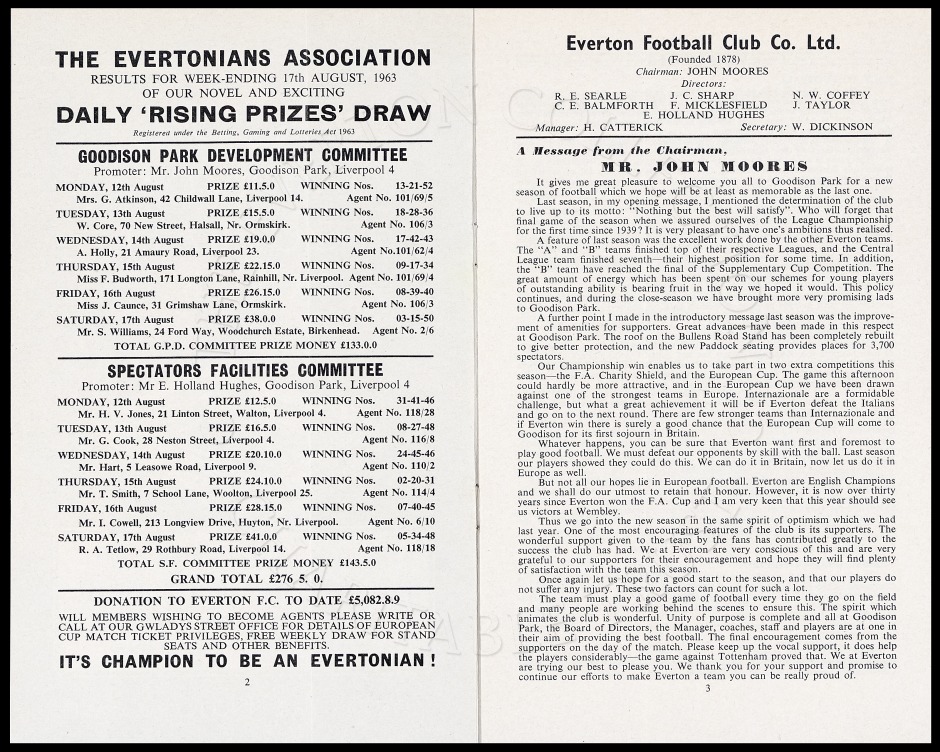 THE EVERTONIANS ASSOCIATION
RESULTS FOR WEEK-ENDING 17th AUGUST, 1963
OF OUR NOVEL AND EXCITING
DAILY 'RISING PRIZES' DRAW
Registered under the Betting, Gaming and Lotteries Act 1963
GOODISON PARK DEVELOPMENT COMMITTEE
Promoter: Mr. John Moores, Goodison Park, Liverpool 4
MONDAY, 12th August PRIZE £11.5.0 WINNING Nos. 13-21-52
Mrs. G. Atkinson, 42 Childwall Lane, Liverpool 14. Agent No. 101/69/5
TUESDAY, 13th August PRIZE £15.5.0 WINNING Nos. 18-28-36
W. Core, 70 New Street, Halsall, Nr. Ormskirk. Agent No. 106/3
WEDNESDAY, 14th August PRIZE £19.0.0 WINNING Nos. 17-42-43
A. Holly, 21 Amaury Road, Liverpool 23. Agent No.101/62/4
THURSDAY, 15th August PRIZE £22.15.0 WINNING Nos. 09-17-34
Miss F. Budworth, 171 Longton Lane, Rainhill, Nr. Liverpool. Agent No. 101/69/4
FRIDAY, 16th August PRIZE £26.15.0 WINNING Nos. 08-39-40
Miss J. Caunce, 31 Grimshaw Lane, Ormskirk. Agent No. 106/3
SATURDAY, 17th August PRIZE £38.0.0 WINNING Nos. 03-15-50
Mr. S. Williams, 24 Ford Way, Woodchurch Estate, Birkenhead. Agent No. 2/6
TOTAL G.P.D. COMMITTEE PRIZE MONEY £133.0.0
SPECTATORS FACILITIES COMMITTEE
Promoter: Mr E. Holland Hughes, Goodison Park, Liverpool 4
MONDAY, 12th August PRIZE £12.5.0 WINNING Nos 31-41-46
Mr. H. V. Jones, 21 Linton Street, Walton, Liverpool 4. Agent No. 118/28
TUESDAY, 13th August PRIZE £16.5.0 WINNING Nos. 08-27-48
Mr. G. Cook, 28 Neston Street, Liverpool 4. Agent No. 116/8
WEDNESDAY, 14th August PRIZE £20.10.0 WINNING Nos. 24-45-46
Mr. Hart, 5 Leasowe Road, Liverpool 9. Agent No. 110/2
THURSDAY, 15th August PRIZE £24.10.0 WINNING Nos. 02-20-31
Mr. T. Smith, 7 School Lane, Woolton, Liverpool 25. Agent No. 114/4
FRIDAY, 16th August PRIZE £28.15.0 WINNING Nos. 07-40-45
Mr. I. Cowell, 213 Longview Drive, Huyton, Nr. Liverpool. Agent No. 6/10
SATURDAY, 17th August PRIZE £41.0.0 WINNING Nos. 05-34-48
R. A. Tetlow, 29 Rothbury Road, Liverpool 14. Agent No. 118/18
TOTAL S.F. COMMITTEE PRIZE MONEY £143.5.0
GRAND TOTAL £276 5. 0.
DONATION TO EVERTON F.C. TO DATE £5,082.8.9
WILL MEMBERS WISHING TO BECOME AGENTS PLEASE WRITE OR
CALL AT OUR GWLADYS STREET OFFICE FOR DETAILS OF EUROPEAN
CUP MATCH TICKET PRIVILEGES, FREE WEEKLY DRAW FOR STAND
SEATS AND OTHER BENEFITS.
IT'S CHAMPION TO BE AN EVERTONIAN !
2
Everton Football Club Co. Ltd.
(Founded 1878)
Chairman: JOHN MOORES
Directors:
R. E. SEARLE J. C. SHARP N. W. COFFEY
C. E. BALMFORTH F. MICKLESFIELD J. TAYLOR
E. HOLLAND HUGHES
Manager: H. CATTERICK Secretary: W. DICKINSON
A Message from the Chairman,
MR. JOHN MOORES
It gives me great pleasure to welcome you all to Goodison Park for a new
season of football which we hope will be at least as memorable as the last one.
Last season, in my opening message, I mentioned the determination of the club
to live up to its motto: "Nothing but the best will satisfy". Who will forget that
final game of the season when we assured ourselves of the League Championship
for the first time since 1939? It is very pleasant to have one's ambitions thus realised.
A feature of last season was the excellent work done by the other Everton teams.
The "A" and "B" teams finished top of their respective Leagues, and the Central
League team finished seventh—their highest position for some time. In addition,
the "B" team have reached the final of the Supplementary Cup Competition. The
great amount of energy which has been spent on our schemes for young players
of outstanding ability is bearing fruit in the way we hoped it would. This policy
continues, and during the close-season we have brought more very promising lads
to Goodison Park.
A further point I made in the introductory message last season was the improve-
ment of amenities for supporters. Great advances have been made in this respect
at Goodison Park. The roof on the Bullens Road Stand has been completely rebuilt
to give better protection, and the new Paddock seating provides places for 3,700
spectators.
Our Championship win enables us to take part in two extra competitions this
season—the F.A. Charity Shield, and the European Cup. The game this afternoon
could hardly be more attractive, and in the European Cup we have been drawn
against one of the strongest teams in Europe. Internazionale are a formidable
challenge, but what a great achievement it will be if Everton defeat the Italians
and go on to the next round. There are few stronger teams than Internazionale and
if Everton win there is surely a good chance that the European Cup will come to
Goodison for its first sojourn in Britain.
Whatever happens, you can be sure that Everton want first and foremost to
play good football. We must defeat our opponents by skill with the ball. Last season
our players showed they could do this. We can do it in Britain, now let us do it in
Europe as well.
But not all our hopes lie in European football. Everton are English Champions
and we shall do our utmost to retain that honour. However, it is now over thirty
years since Everton won the F.A. Cup and I am very keen that this year should see
us victors at Wembley.
Thus we go into the new season in the same spirit of optimism which we had
last year. One of the most encouraging features of the club is its supporters. The
wonderful support given to the team by the fans has contributed greatly to the
success the club has had. We at Everton are very conscious of this and are very
grateful to our supporters for their encouragement and hope they will find plenty
of satisfaction with the team this season.
Once again let us hope for a good start to the season, and that our players do
not suffer any injury. These two factors can count for such a lot.
The team must play a good game of football every time they go on the field
and many people are working behind the scenes to ensure this. The spirit which
animates the club is wonderful. Unity of purpose is complete and all at Goodison
Park, the Board of Directors, the Manager, coaches, staff and players are at one in
their aim of providing the best football. The final encouragement comes from the
supporters on the day of the match. Please keep up the vocal support, it does help
the players considerably—the game against Tottenham proved that. We at Everton
are trying our best to please you. We thank you for your support and promise to
continue our efforts to make Everton a team you can be really proud of.
3